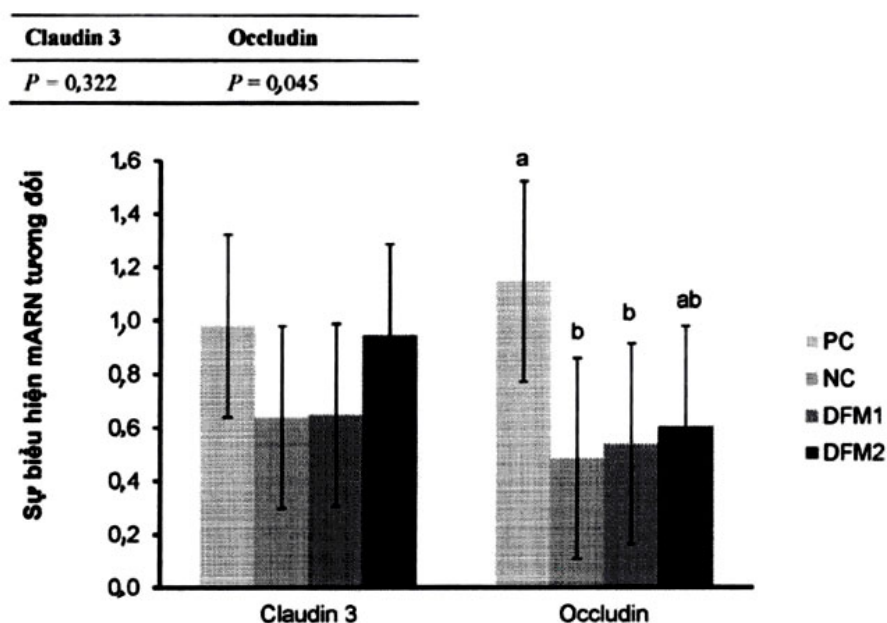 Claudin 3 Occludin
P = 0,322 P = 0,045
Sự biểu hiện mARN tương đối
1,6
1,4
1,2
1,0
0,8
0,6
0,4
0,2
0,0
a
b
b
ab
Claudin 3
Occludin
PC
NC
DFM1
DFM2